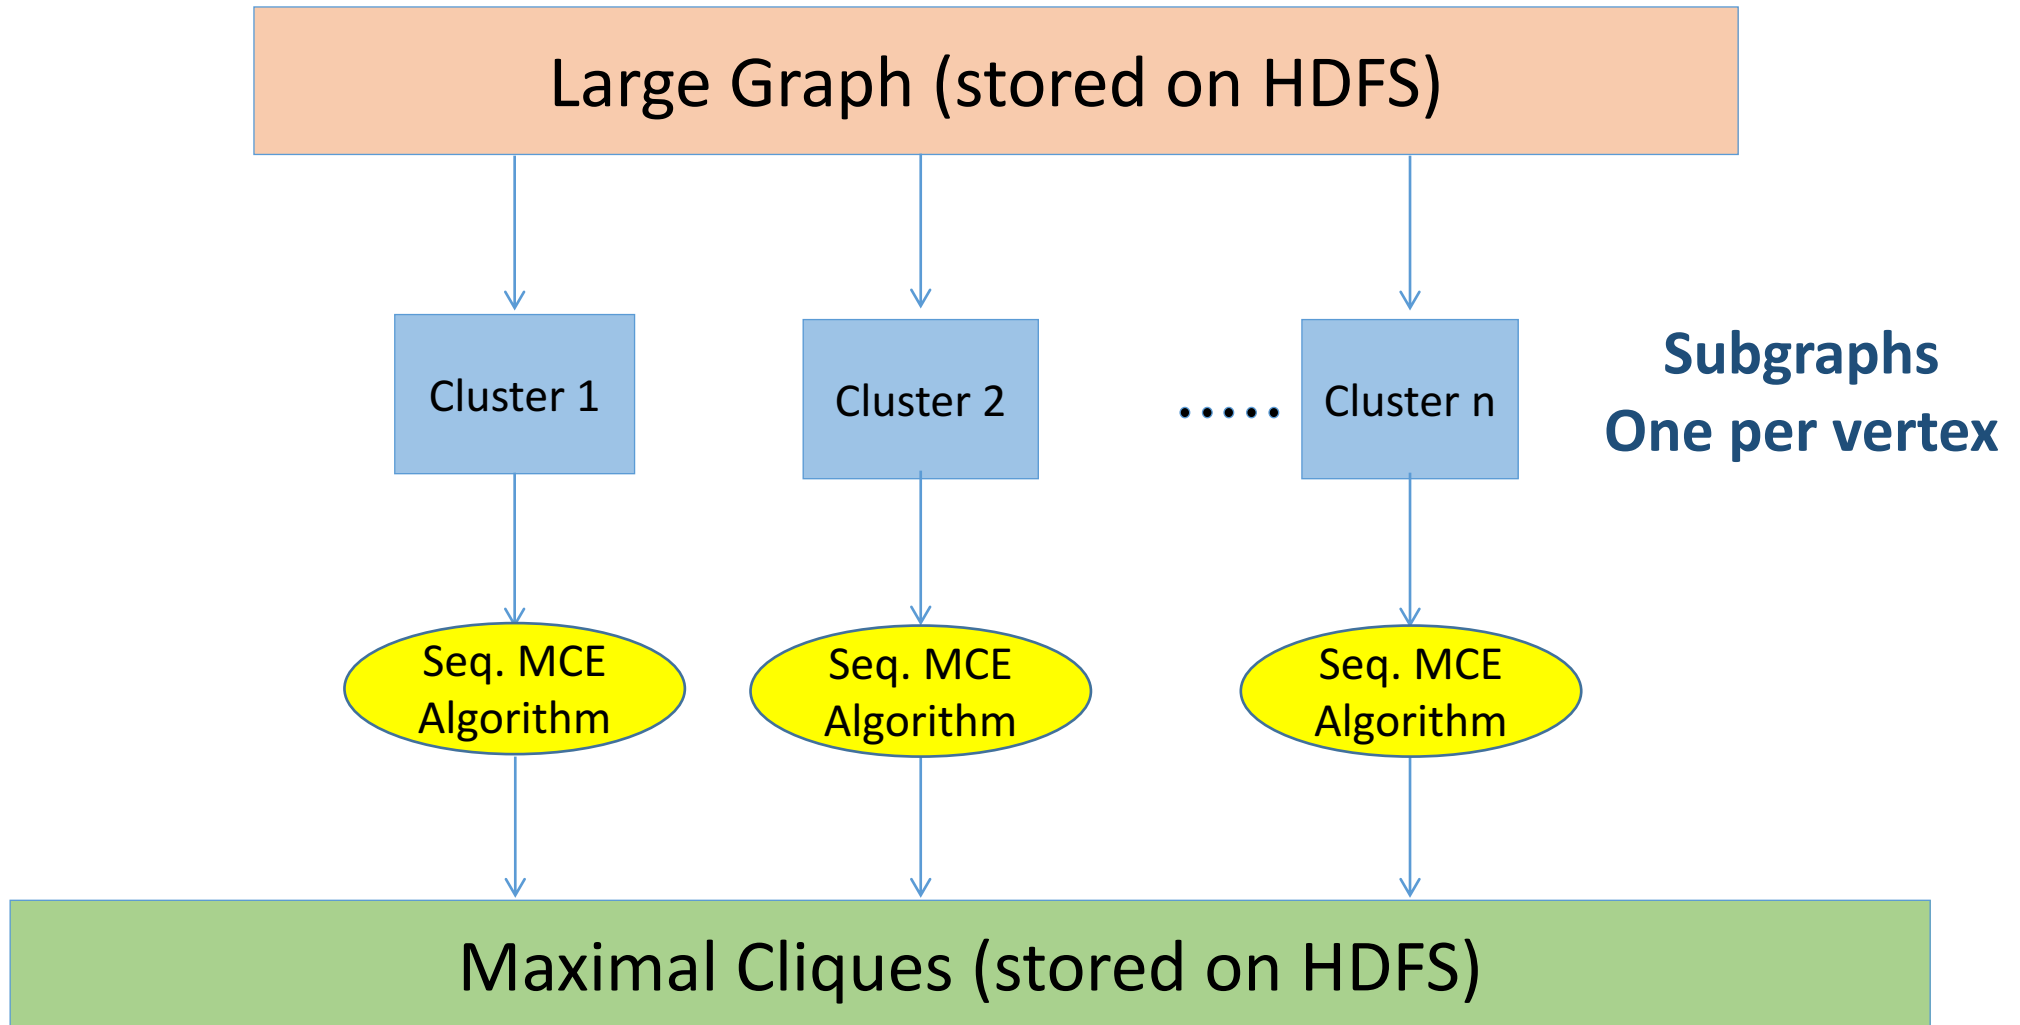 Large Graph (stored on HDFS)
Cluster 1
Cluster 2
.....
Cluster n
Subgraphs
One per vertex
Seq. MCE
Algorithm
Seq. MCE
Algorithm
Seq. MCE
Algorithm
Maximal Cliques (stored on HDFS)